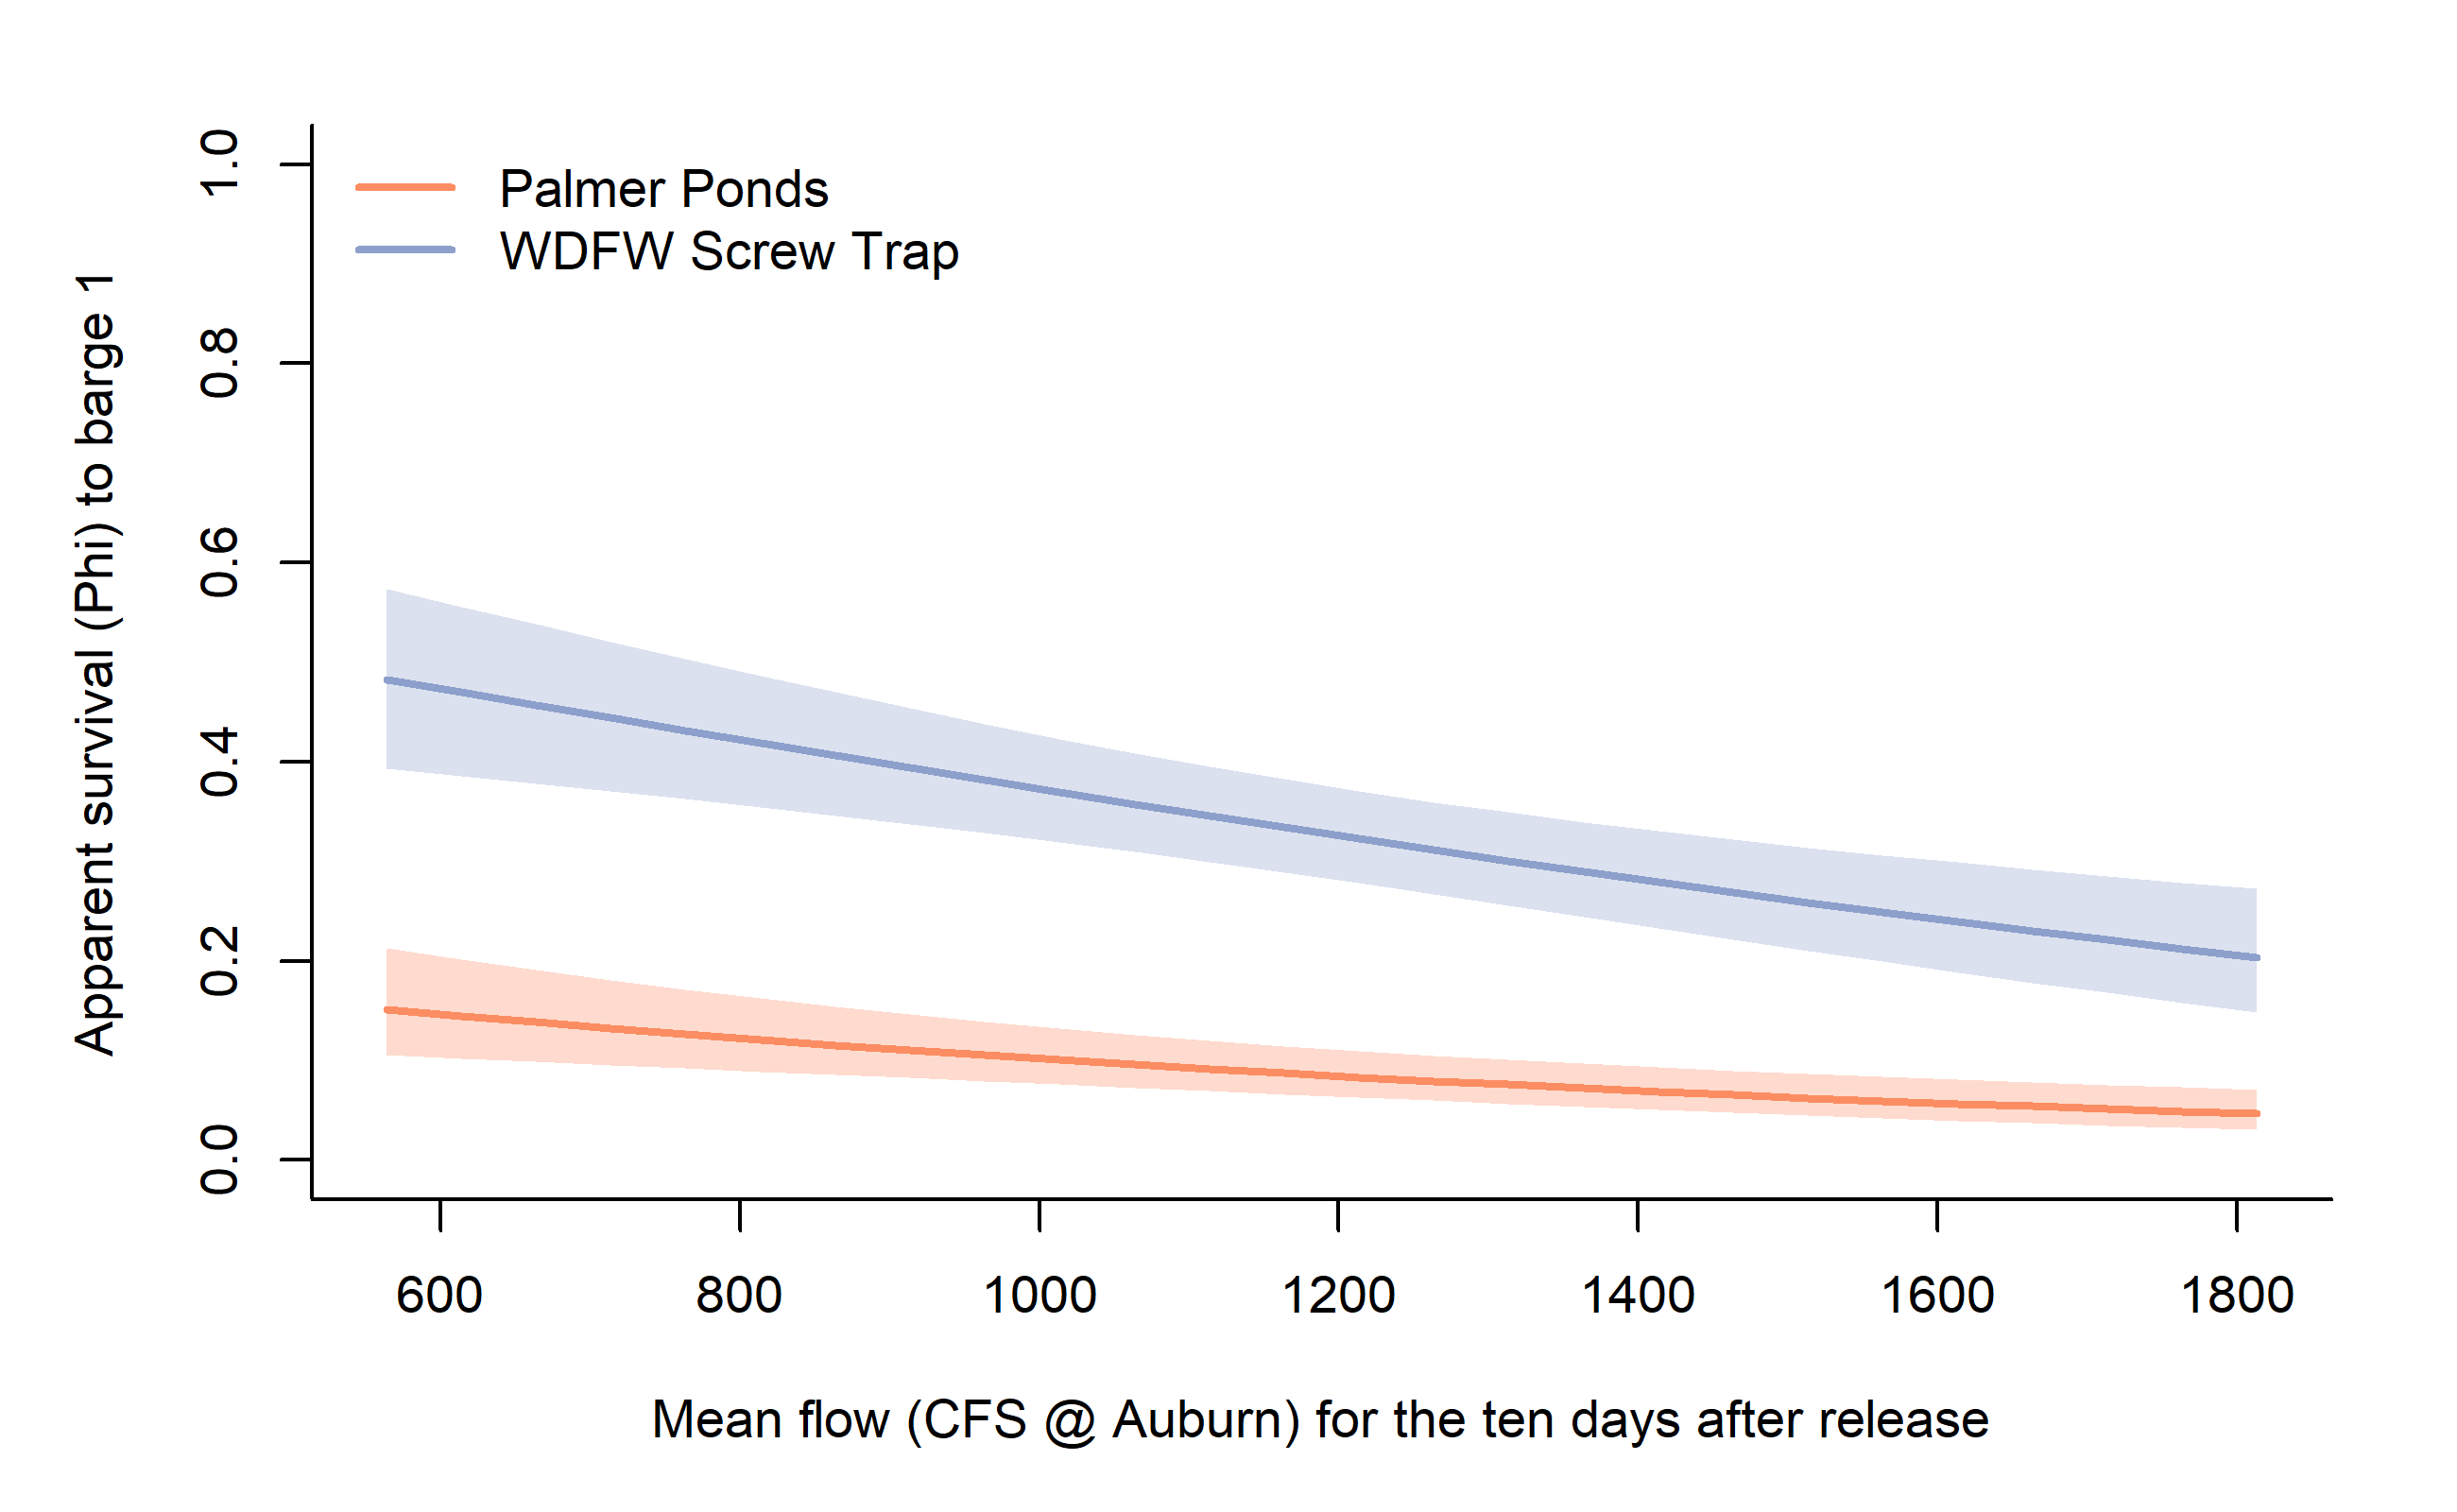 Palmer Ponds
WDFW Screw Trap
Apparent survival (Phi) to barge 1
1.0
0.8
0.6
0.4
0.2
0.0
600 800 1000 1200 1400 1600 1800
Mean flow (CFS @ Auburn) for the ten days after release